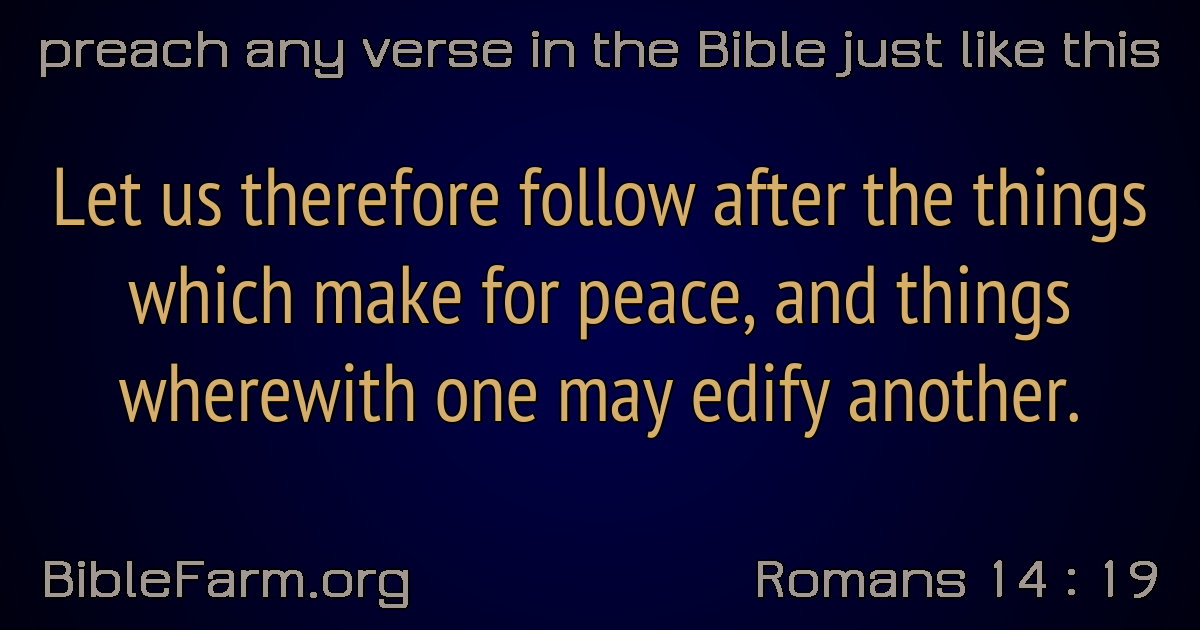 preach any verse in the Bible just like this
Let us therefore follow after the things
which make for peace, and things
wherewith one may edify another.
BibleFarm.org
Romans 14 : 19